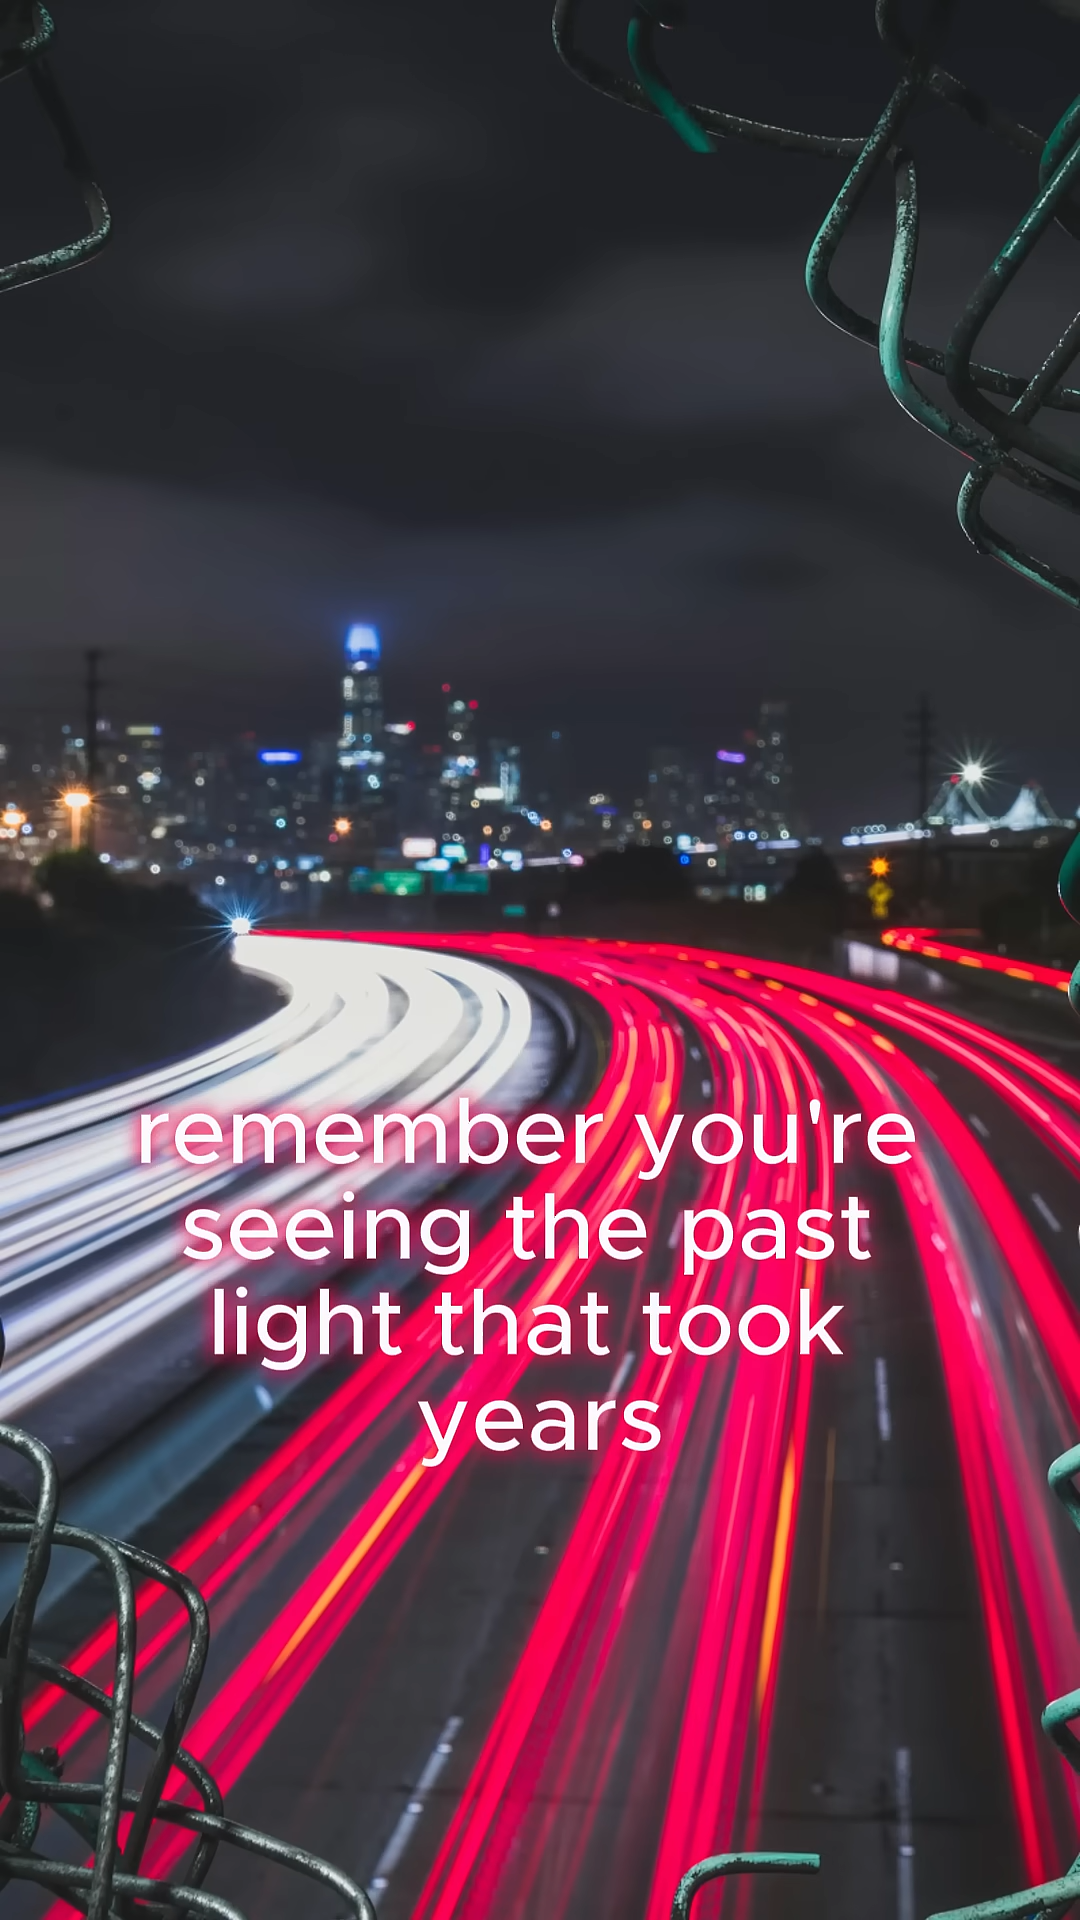 remember you're
seeing the past
light that took
years